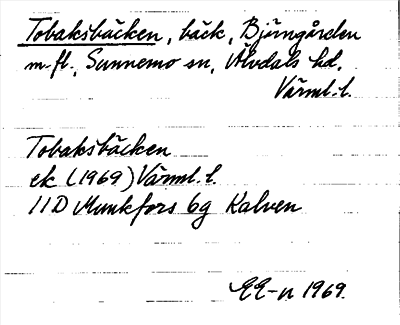 Tobaksbäcken, bäck, Björngården
m.fl., Sunnemo sn, Älvdals hd,
Värml. l.
Tobaksbäcken
ek (1969) Värml. l.
11D Munkfors 6g Kalven
EE-n 1969.